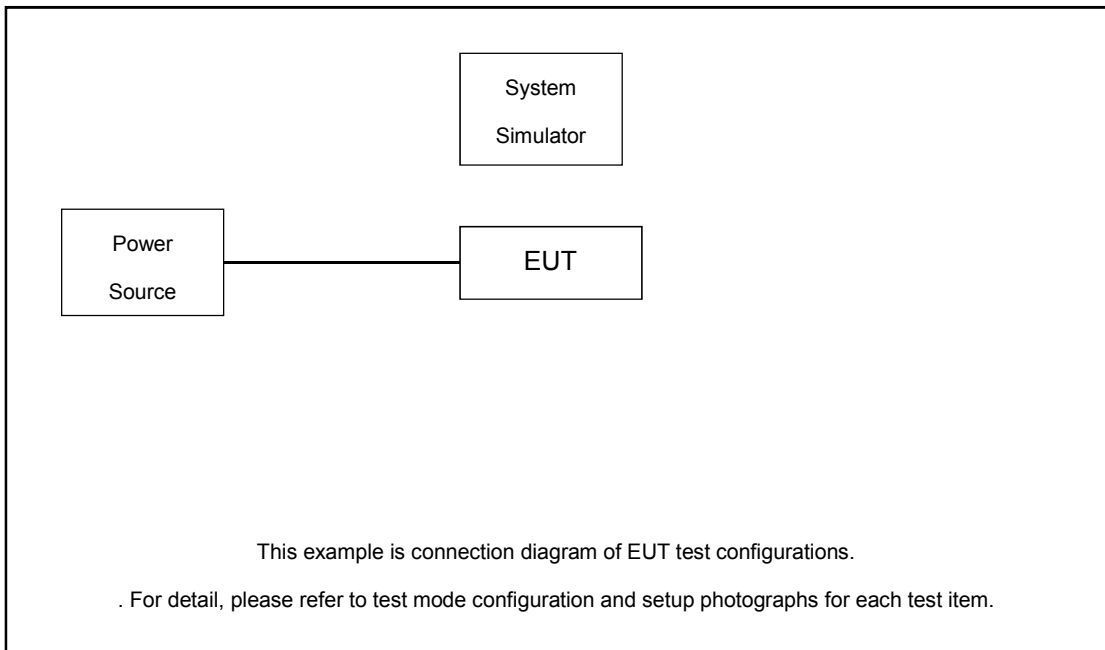 System
Simulator
Power
Source
EUT
This example is connection diagram of EUT test configurations.
. For detail, please refer to test mode configuration and setup photographs for each test item.